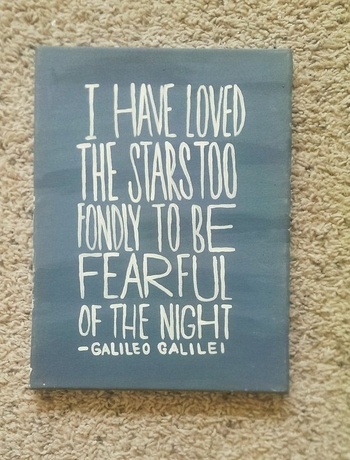 I HAVE LOVED
THE STARS TOO
FONDLY TO BE
FEARFUL
OF THE NIGHT
-GALILEO GALILEI